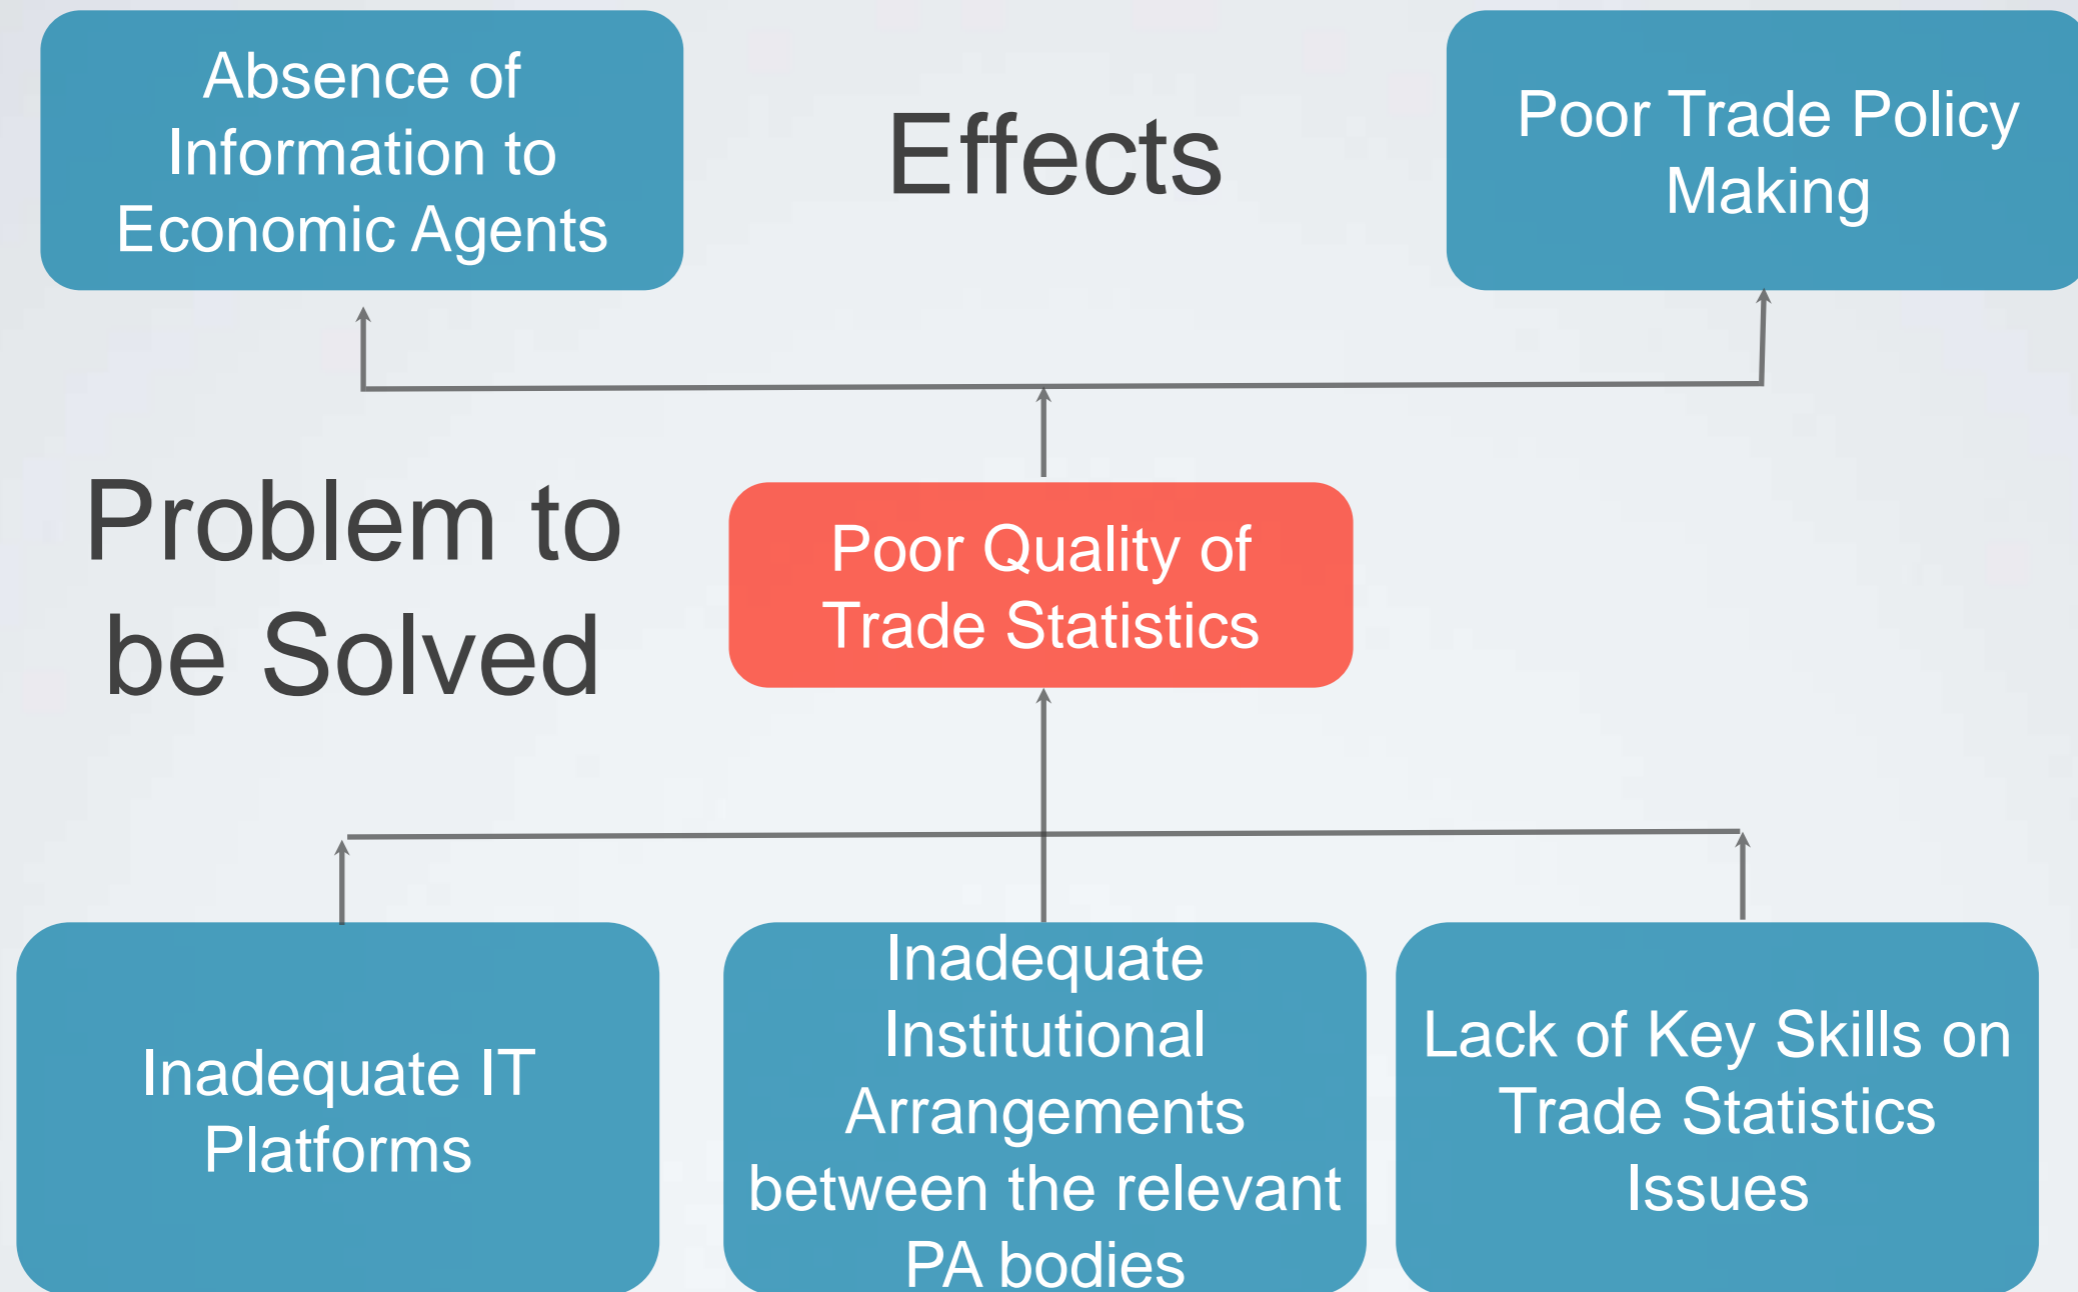 Absence of
Information to
Economic Agents
Effects
Poor Trade Policy
Making
Problem to
be Solved
Poor Quality of
Trade Statistics
Inadequate IT
Platforms
Inadequate
Institutional
Arrangements
between the relevant
PA bodies
Lack of Key Skills on
Trade Statistics
Issues